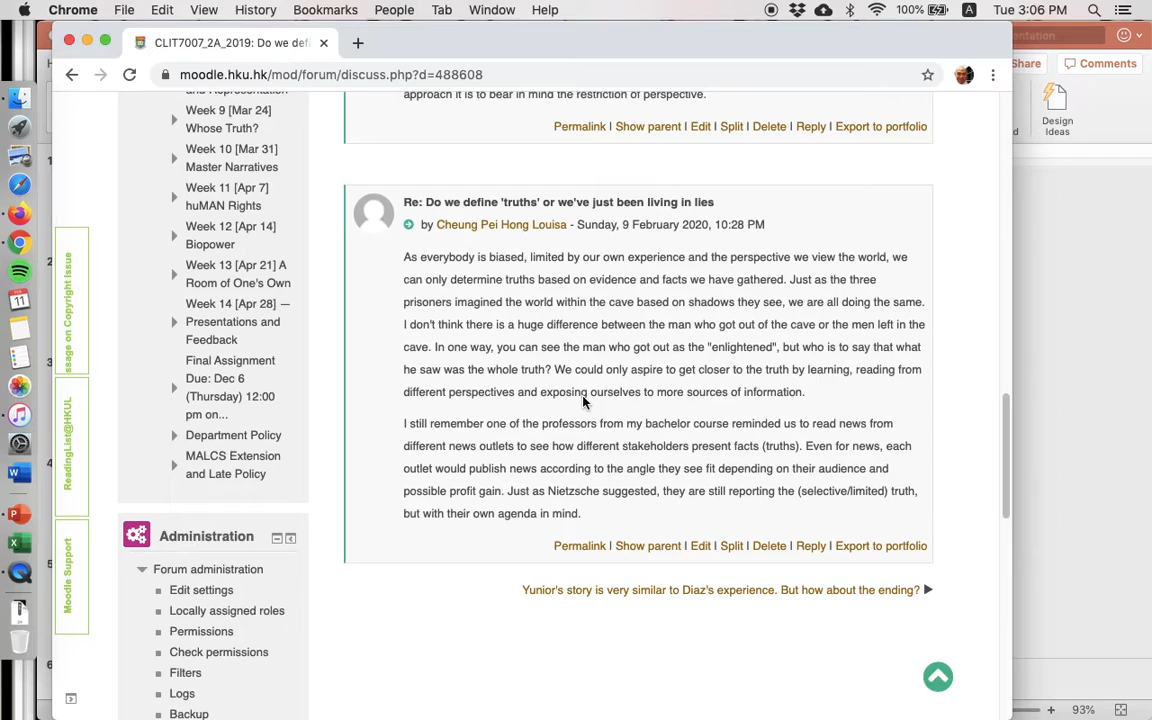 Chrome File Edit View History Bookmarks People Tab Window Help 100% A Tue 3:06 PM
CLIT7007_2A_2019: Do we defi
Share Comments
moodle.hku.hk/mod/forum/discuss.php?d=488608
Design
Ideas
and Representation
Week 9 [Mar 24]
Whose Truth?
Week 10 [Mar 31]
Master Narratives
Week 11 [Apr 7]
huMAN Rights
Week 12 [Apr 14]
Biopower
Week 13 [Apr 21] A
Room of One's Own
Week 14 [Apr 28] —
Presentations and
Feedback
Final Assignment
Due: Dec 6
(Thursday) 12:00
pm on...
Department Policy
MALCS Extension
and Late Policy
Administration
Forum administration
Edit settings
Locally assigned roles
Permissions
Check permissions
Filters
Logs
Backup
ssage on Copyright Issue
ReadingList@HKUL
Moodle Support
approach it is to bear in mind the restriction of perspective.
Permalink | Show parent | Edit | Split | Delete | Reply | Export to portfolio
Re: Do we define 'truths' or we've just been living in lies
by Cheung Pei Hong Louisa - Sunday, 9 February 2020, 10:28 PM
As everybody is biased, limited by our own experience and the perspective we view the world, we
can only determine truths based on evidence and facts we have gathered. Just as the three
prisoners imagined the world within the cave based on shadows they see, we are all doing the same.
I don't think there is a huge difference between the man who got out of the cave or the men left in the
cave. In one way, you can see the man who got out as the "enlightened", but who is to say that what
he saw was the whole truth? We could only aspire to get closer to the truth by learning, reading from
different perspectives and exposing ourselves to more sources of information.
I still remember one of the professors from my bachelor course reminded us to read news from
different news outlets to see how different stakeholders present facts (truths). Even for news, each
outlet would publish news according to the angle they see fit depending on their audience and
possible profit gain. Just as Nietzsche suggested, they are still reporting the (selective/limited) truth,
but with their own agenda in mind.
Permalink | Show parent | Edit | Split | Delete | Reply | Export to portfolio
Yunior's story is very similar to Diaz's experience. But how about the ending?
93%